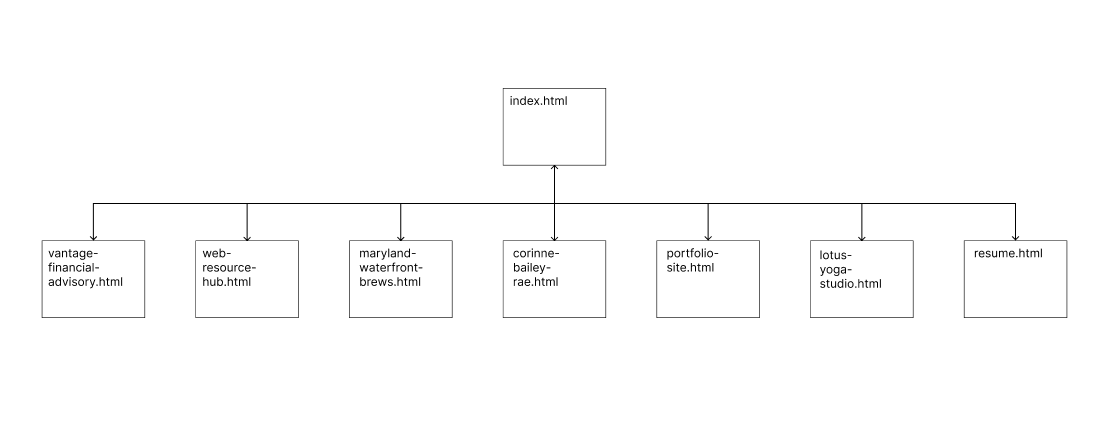 index.html
vantage-
financial-
advisory.html
web-
resource-
hub.html
maryland-
waterfront-
brews.html
corinne-
bailey-
rae.html
portfolio-
site.html
lotus-
yoga-
studio.html
resume.html